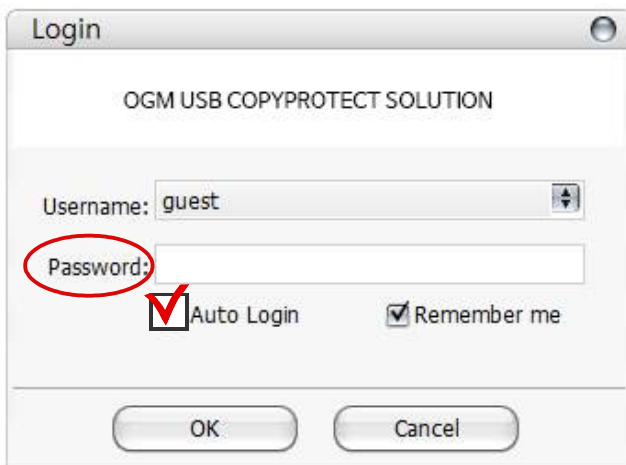 Login
OGM USB COPYPROTECT SOLUTION
Username: guest
Password:
Auto Login Remember me
OK Cancel